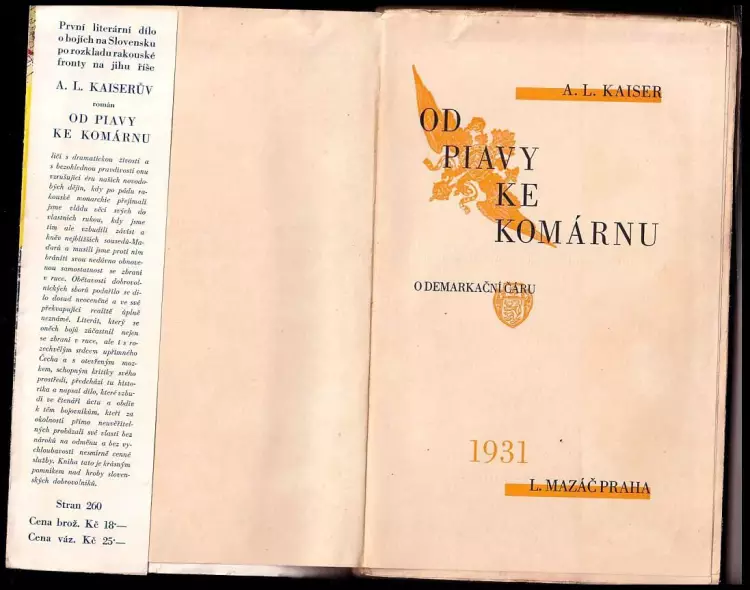 První literární dílo
o bojích na Slovensku
po rozkladu rakouské
fronty na jihu říše
A. L. KAISERŮV
román
OD PIAVY
KE KOMÁRNU
líčí s dramatickou živostí a
s bezohlednou pravdivostí onu
vzrušující éru našich novodo-
bých dějin, kdy po pádu ra-
kouské monarchie přejímali
jsme vládu věcí svých do
vlastních rukou, kdy jsme
tím ale vzbudili závist a
hněv nejbližších sousedů-Ma-
ďarů a musili jsme proti nim
brániti svou nedávno obnove-
nou samostatnost se zbraní
v ruce. Obětavostí dobrovol-
nických sborů podařilo se dí-
lo dosud neoceněné a ve své
překvapující realitě úplně
neznámé. Literát, který se
oněch bojů zúčastnil nejen
se zbraní v ruce, ale i s ro-
zechvělým srdcem upřímného
Čecha a s otevřeným moz-
kem, schopným kritiky svého
prostředí, předchází tu histo-
rika a napsal dílo, které vzbu-
dí ve čtenáři úctu a obdiv
k těm bojovníkům, kteří za
okolností přímo neuvěřitel-
ných prokázali své vlasti bez
nároků na odměnu a bez vy-
chloubavosti nesmírně cenné
služby. Kniha tato je krásným
pomníkem nad hroby sloven-
ských dobrovolníků.
Stran 260
Cena brož. Kč 18·—
Cena váz. Kč 25·—
A. L. KAISER
OD
PIAVY
KE
KOMÁRNU
O DEMARKAČNÍ ČÁRU
1931
L. MAZÁČ PRAHA